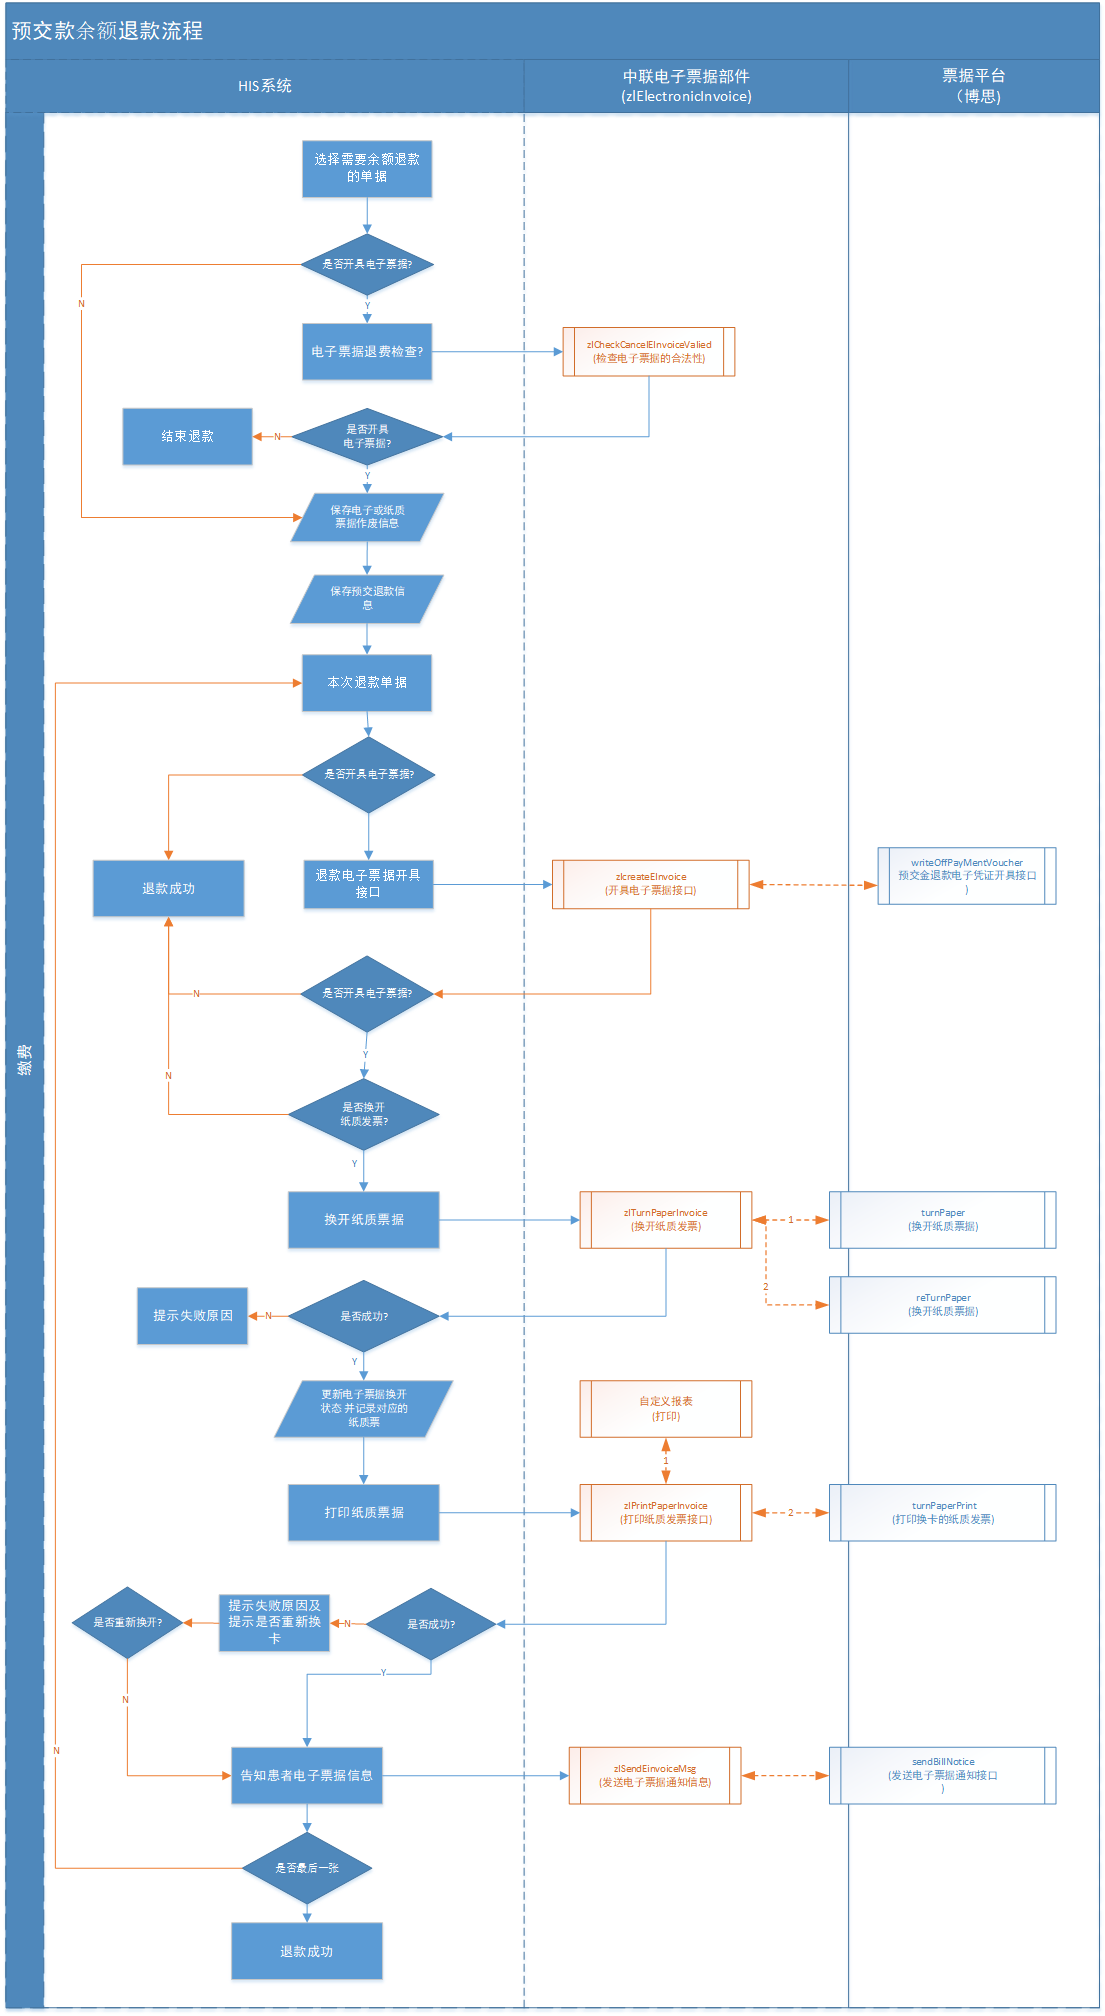 预交款余额退款流程
HIS系统
中联电子票据部件
(zlElectronicInvoice)
票据平台
（博思)
缴费
选择需要余额退款
的单据
是否开具电子票据?
N
Y
电子票据退费检查?
zlCheckCancelEInvoiceValied
(检查电子票据的合法性)
结束退款
N
是否开具
电子票据?
Y
保存电子或纸质
票据作废信息
保存预交退款信
息
本次退款单据
是否开具电子票据?
退款成功
退款电子票据开具
接口
zlcreateEInvoice
(开具电子票据接口)
writeOffPayMentVoucher
预交金退款电子凭证开具接口
)
是否开具电子票据?
N
Y
N
是否换开
纸质发票?
Y
换开纸质票据
zlTurnPaperInvoice
(换开纸质发票)
1
turnPaper
(换开纸质票据)
2
reTurnPaper
(换开纸质票据)
提示失败原因
N
是否成功?
Y
更新电子票据换开
状态 并记录对应的
纸质票
自定义报表
(打印)
1
打印纸质票据
zlPrintPaperInvoice
(打印纸质发票接口)
2
turnPaperPrint
(打印换卡的纸质发票)
是否重新换开?
提示失败原因及
提示是否重新换
卡
N
是否成功?
Y
N
N
告知患者电子票据信息
zlSendEinvoiceMsg
(发送电子票据通知信息)
sendBillNotice
(发送电子票据通知接口
)
是否最后一张
退款成功